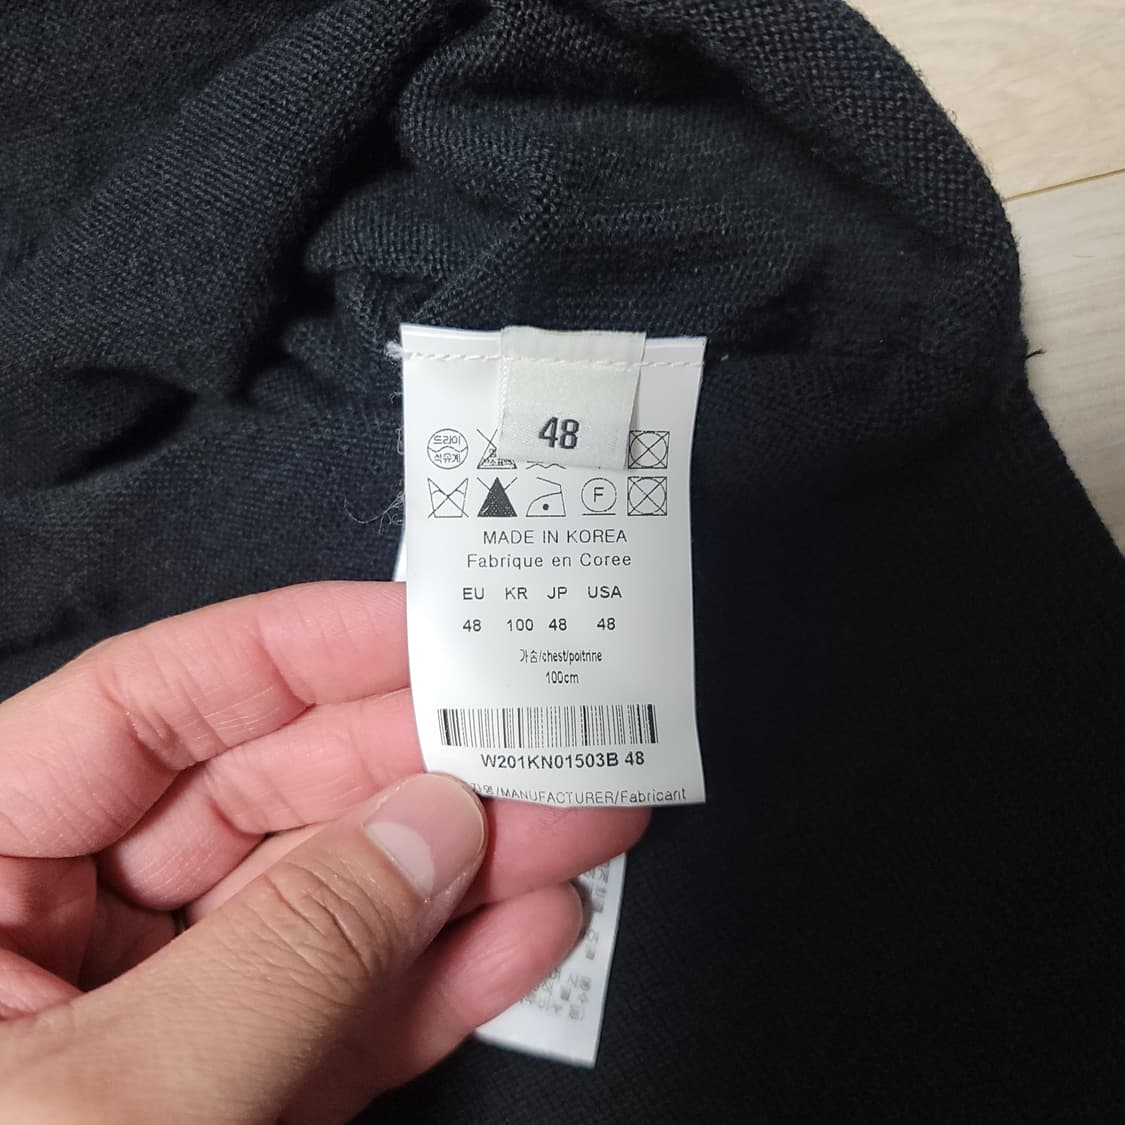 48
드라이
석유계
F
MADE IN KOREA
Fabrique en Coree
EU KR JP USA
48 100 48 48
가슴/chest/poitrine
100cm
W201KN01503B 48
/MANUFACTURER/Fabricant